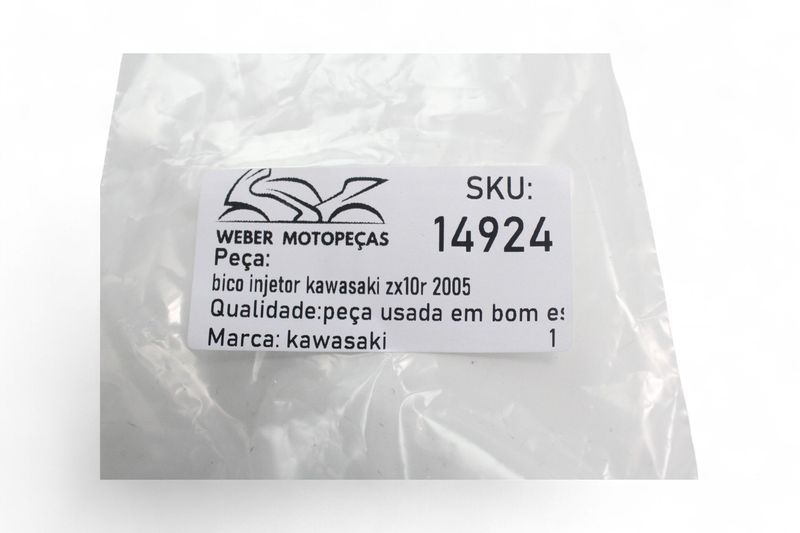 WEBER MOTOPEÇAS
SKU:
14924
Peça:
bico injetor kawasaki zx10r 2005
Qualidade:peça usada em bom es
Marca: kawasaki
1